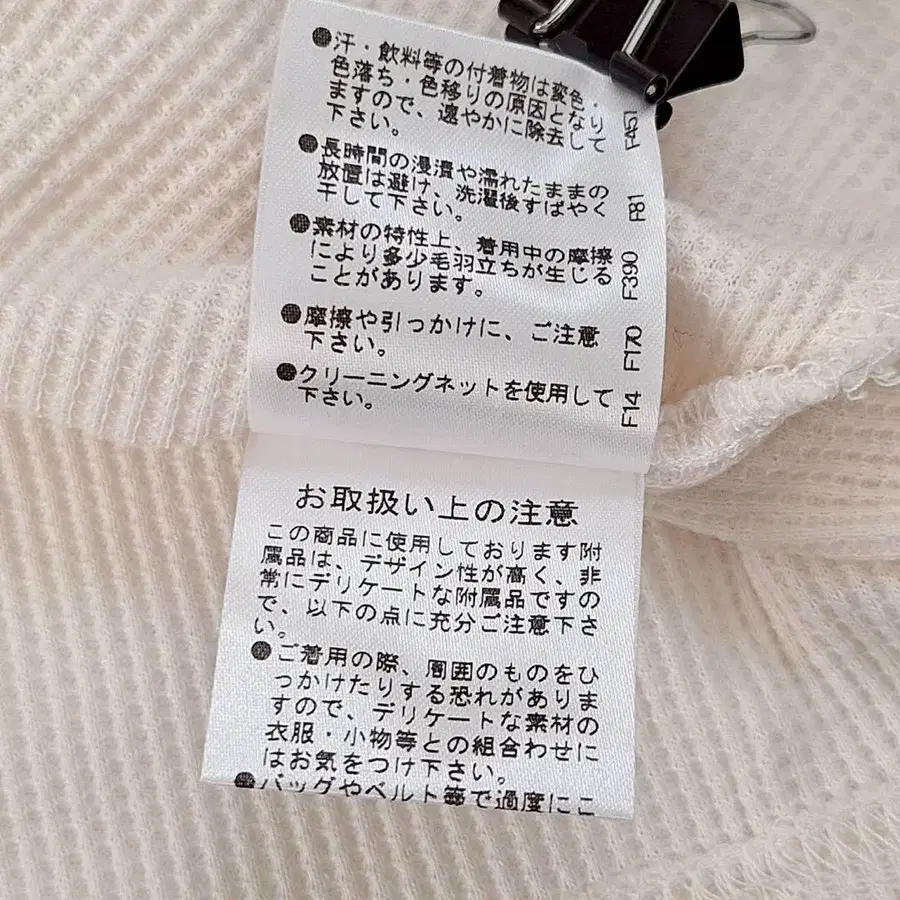 ●汗・飲料等の付着物は変色・
色落ち・色移りの原因となり
ますので、速やかに除去して
下さい。
F451
●長時間の浸漬や濡れたままの
放置は避け、洗濯後すばやく
干して下さい。
F81
●素材の特性上、着用中の摩擦
により多少毛羽立ちが生じる
ことがあります。
F390
●摩擦や引っかけに、ご注意
下さい。
F170
●クリーニングネットを使用して
下さい。
F14
お取扱い上の注意
この商品に使用しております附
属品は、デザイン性が高く、非
常にデリケートな附属品ですの
で、以下の点に充分ご注意下さ
い。
●ご着用の際、周囲のものをひ
っかけたりする恐れがありま
すので、デリケートな素材の
衣服・小物等との組合わせに
はお気をつけ下さい。
●バッグやベルト等で過度にこ